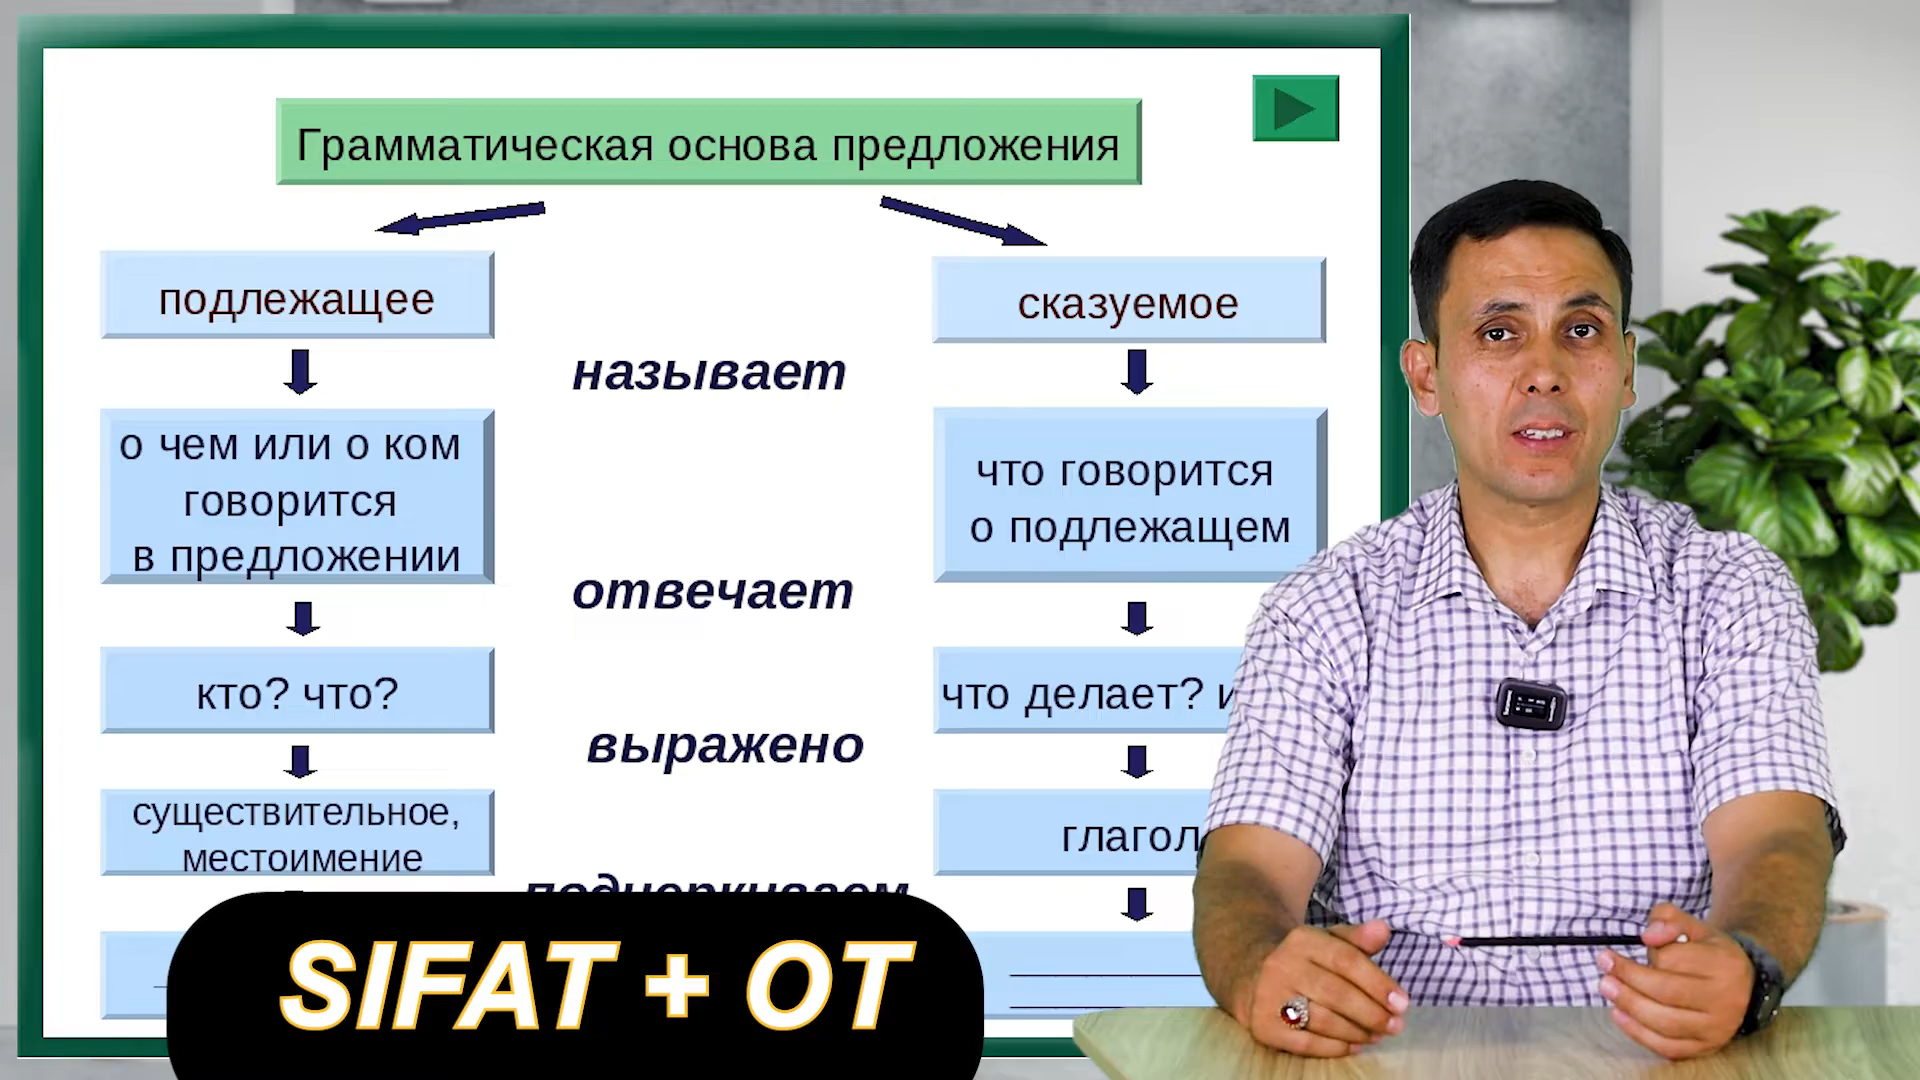 Грамматическая основа предложения
подлежащее
сказуемое
называет
о чем или о ком
говорится
в предложении
что говорится
о подлежащем
отвечает
кто? что?
что делает?
выражено
существительное,
местоимение
глагол
подчеркиваем
SIFAT + OT